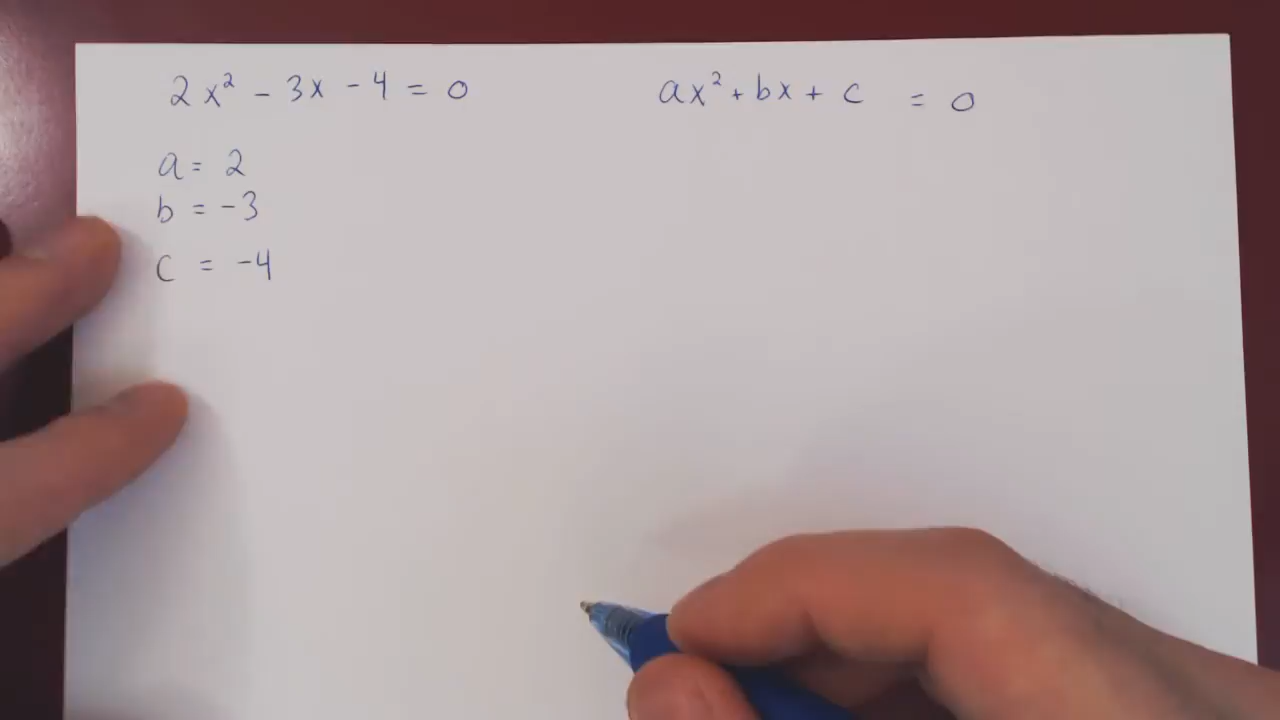 2x² - 3x - 4 = 0
ax² + bx + c = 0
a = 2
b = -3
c = -4